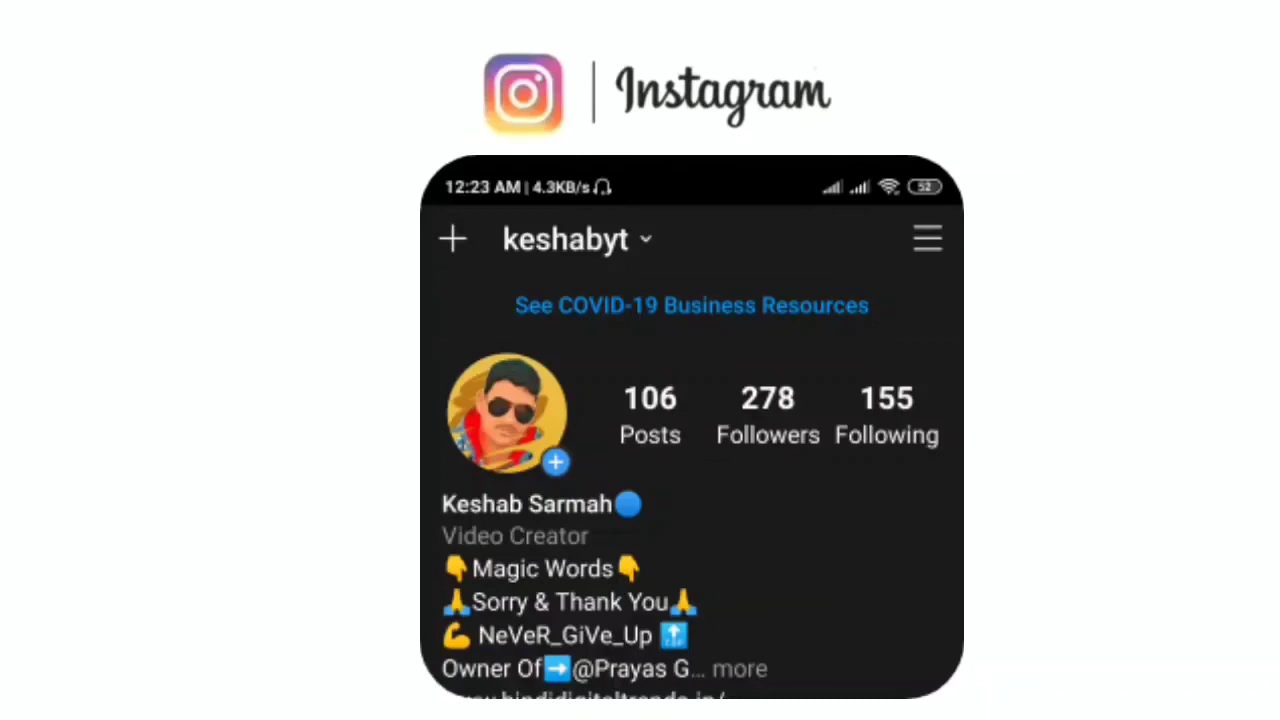 Instagram
12:23 AM | 4.3KB/s 52
keshabyt
See COVID-19 Business Resources
106 278 155
Posts Followers Following
Keshab Sarmah🔵
Video Creator
👇Magic Words👇
🙏Sorry & Thank You🙏
💪 NeVeR_GiVe_Up 🔝
Owner Of➡️@Prayas G... more